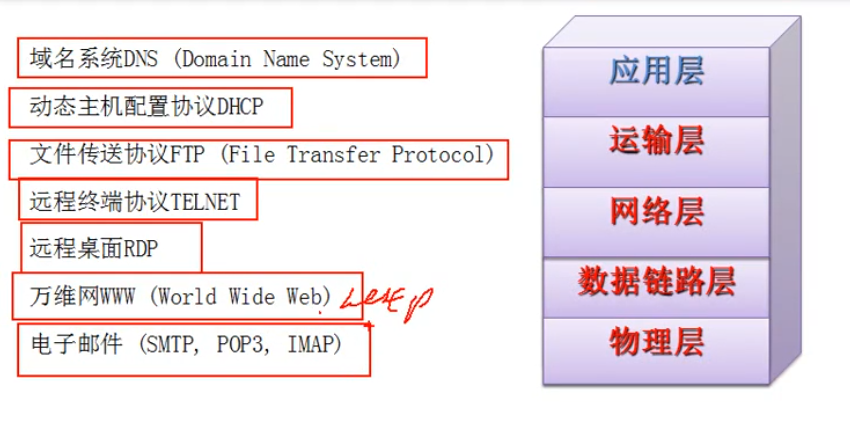 域名系统DNS (Domain Name System)
动态主机配置协议DHCP
文件传送协议FTP (File Transfer Protocol)
远程终端协议TELNET
远程桌面RDP
万维网WWW (World Wide Web)
电子邮件 (SMTP, POP3, IMAP)
应用层
运输层
网络层
数据链路层
物理层